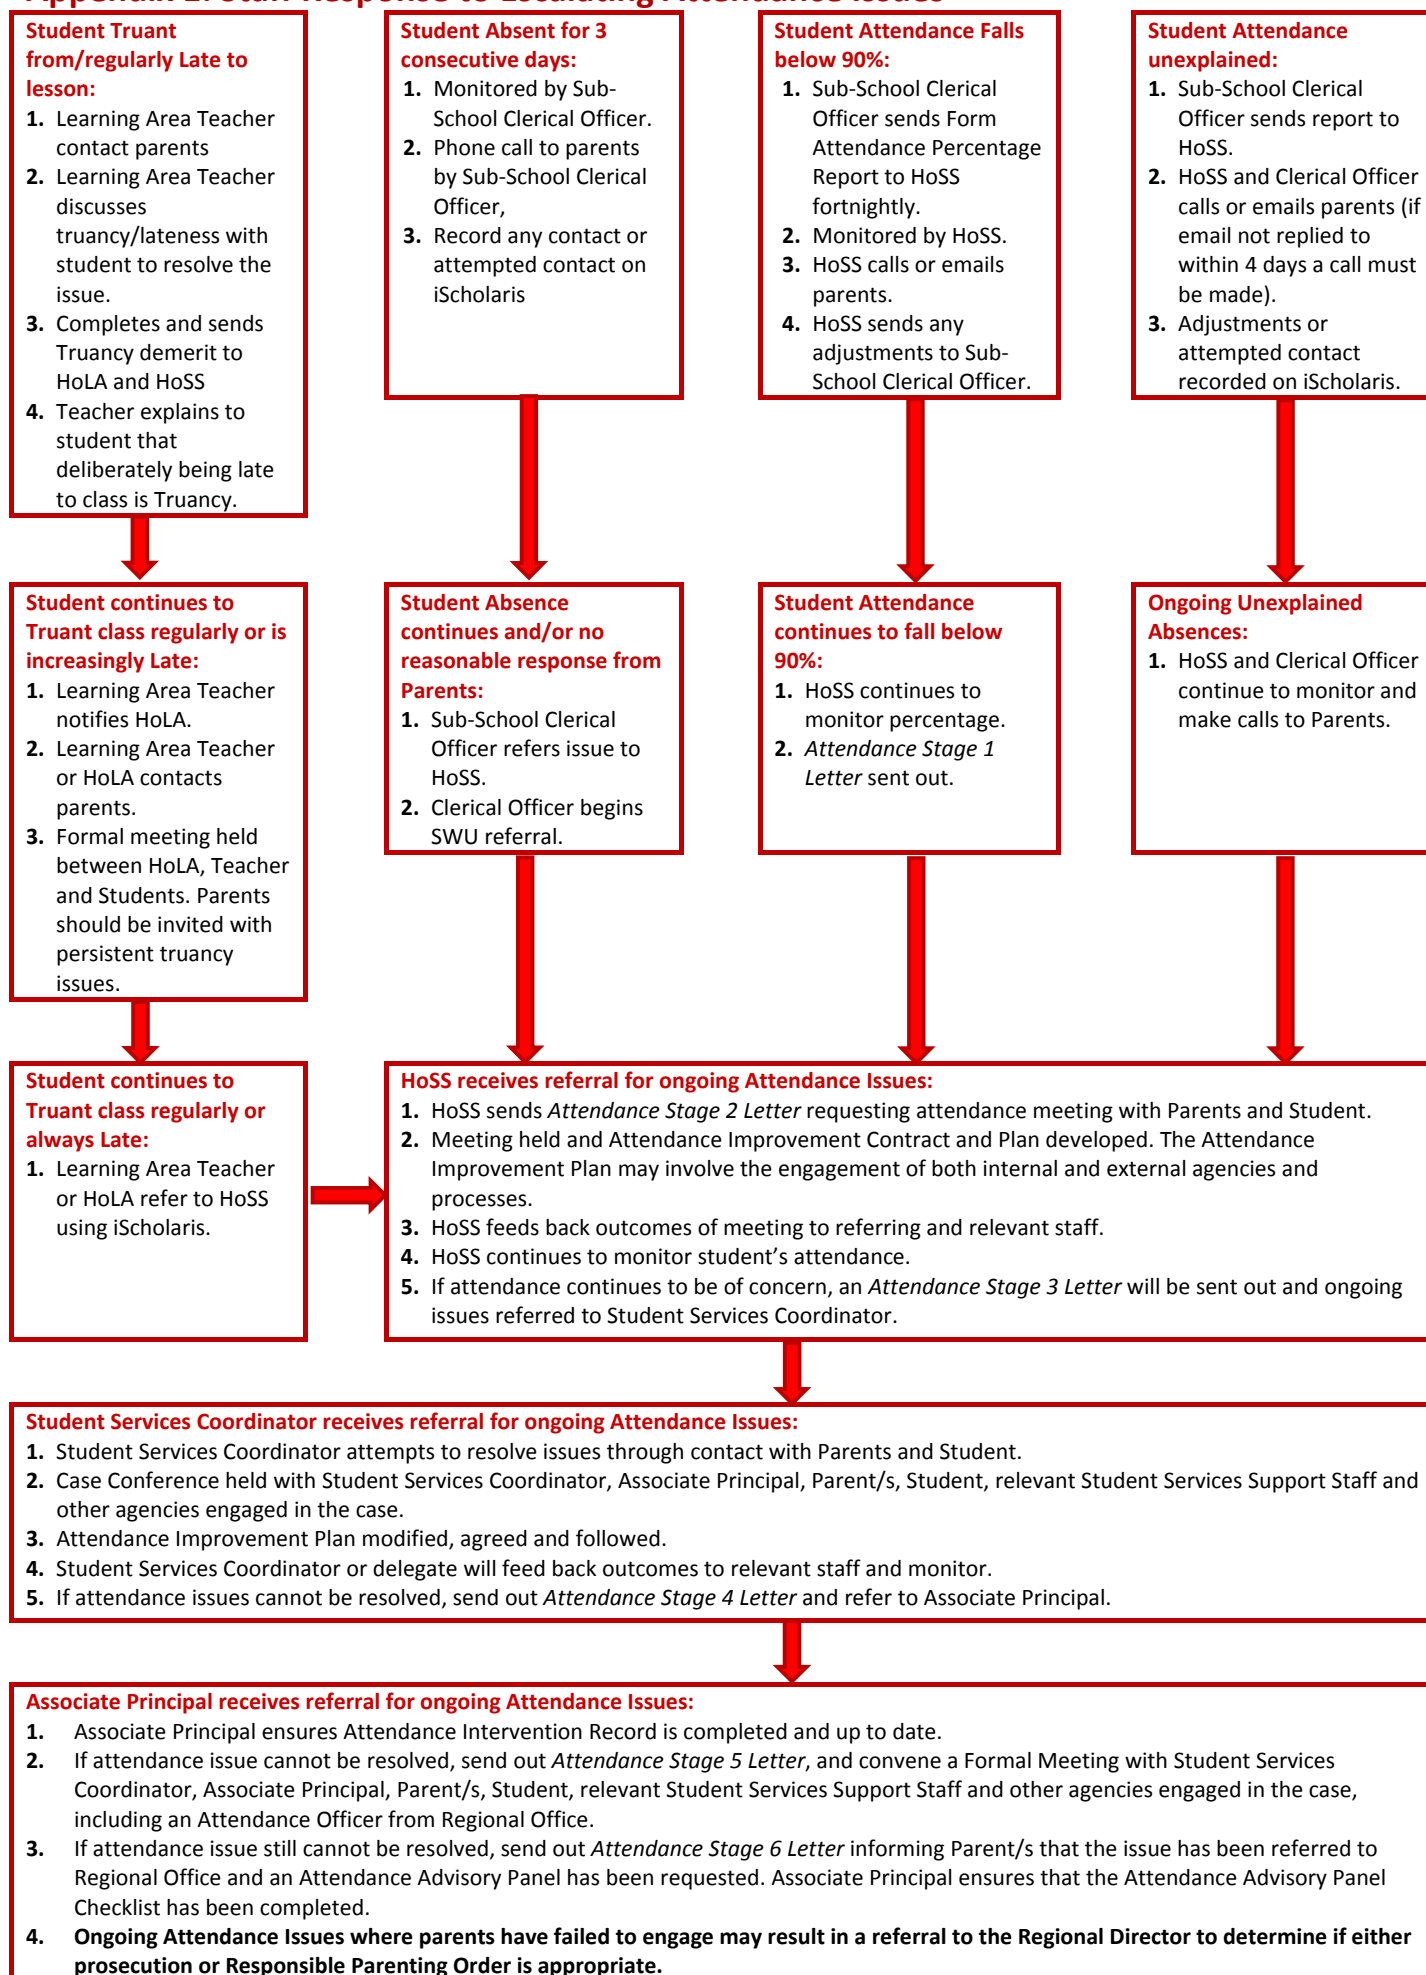 Student Truant
from/regularly Late to
lesson:
1. Learning Area Teacher
contact parents
2. Learning Area Teacher
discusses
truancy/lateness with
student to resolve the
issue.
3. Completes and sends
Truancy demerit to
HoLA and HoSS
4. Teacher explains to
student that
deliberately being late
to class is Truancy.
Student Absent for 3
consecutive days:
1. Monitored by Sub-
School Clerical Officer.
2. Phone call to parents
by Sub-School Clerical
Officer,
3. Record any contact or
attempted contact on
iScholaris
Student Attendance Falls
below 90%:
1. Sub-School Clerical
Officer sends Form
Attendance Percentage
Report to HoSS
fortnightly.
2. Monitored by HoSS.
3. HoSS calls or emails
parents.
4. HoSS sends any
adjustments to Sub-
School Clerical Officer.
Student Attendance
unexplained:
1. Sub-School Clerical
Officer sends report to
HoSS.
2. HoSS and Clerical Officer
calls or emails parents (if
email not replied to
within 4 days a call must
be made).
3. Adjustments or
attempted contact
recorded on iScholaris.
Student continues to
Truant class regularly or is
increasingly Late:
1. Learning Area Teacher
notifies HoLA.
2. Learning Area Teacher
or HoLA contacts
parents.
3. Formal meeting held
between HoLA, Teacher
and Students. Parents
should be invited with
persistent truancy
issues.
Student Absence
continues and/or no
reasonable response from
Parents:
1. Sub-School Clerical
Officer refers issue to
HoSS.
2. Clerical Officer begins
SWU referral.
Student Attendance
continues to fall below
90%:
1. HoSS continues to
monitor percentage.
2. Attendance Stage 1
Letter sent out.
Ongoing Unexplained
Absences:
1. HoSS and Clerical Officer
continue to monitor and
make calls to Parents.
Student continues to
Truant class regularly or
always Late:
1. Learning Area Teacher
or HoLA refer to HoSS
using iScholaris.
HoSS receives referral for ongoing Attendance Issues:
1. HoSS sends Attendance Stage 2 Letter requesting attendance meeting with Parents and Student.
2. Meeting held and Attendance Improvement Contract and Plan developed. The Attendance
Improvement Plan may involve the engagement of both internal and external agencies and
processes.
3. HoSS feeds back outcomes of meeting to referring and relevant staff.
4. HoSS continues to monitor student's attendance.
5. If attendance continues to be of concern, an Attendance Stage 3 Letter will be sent out and ongoing
issues referred to Student Services Coordinator.
Student Services Coordinator receives referral for ongoing Attendance Issues:
1. Student Services Coordinator attempts to resolve issues through contact with Parents and Student.
2. Case Conference held with Student Services Coordinator, Associate Principal, Parent/s, Student, relevant Student Services Support Staff and
other agencies engaged in the case.
3. Attendance Improvement Plan modified, agreed and followed.
4. Student Services Coordinator or delegate will feed back outcomes to relevant staff and monitor.
5. If attendance issues cannot be resolved, send out Attendance Stage 4 Letter and refer to Associate Principal.
Associate Principal receives referral for ongoing Attendance Issues:
1. Associate Principal ensures Attendance Intervention Record is completed and up to date.
2. If attendance issue cannot be resolved, send out Attendance Stage 5 Letter, and convene a Formal Meeting with Student Services
Coordinator, Associate Principal, Parent/s, Student, relevant Student Services Support Staff and other agencies engaged in the case,
including an Attendance Officer from Regional Office.
3. If attendance issue still cannot be resolved, send out Attendance Stage 6 Letter informing Parent/s that the issue has been referred to
Regional Office and an Attendance Advisory Panel has been requested. Associate Principal ensures that the Attendance Advisory Panel
Checklist has been completed.
4. Ongoing Attendance Issues where parents have failed to engage may result in a referral to the Regional Director to determine if either
prosecution or Responsible Parenting Order is appropriate.